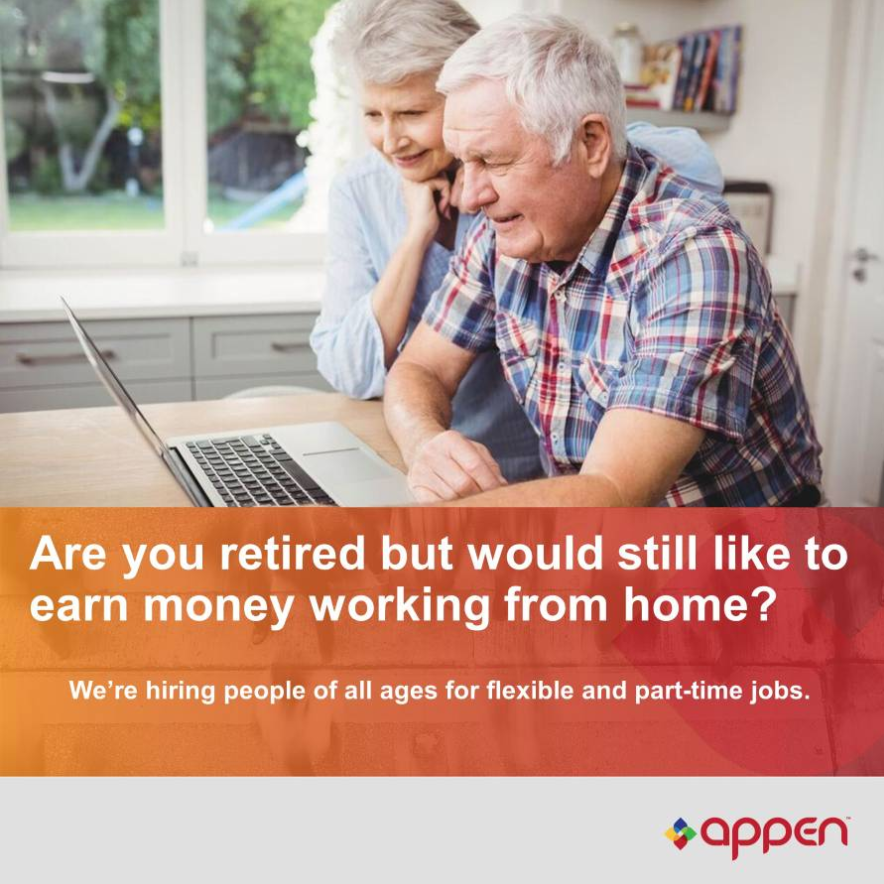 Are you retired but would still like to
earn money working from home?
We're hiring people of all ages for flexible and part-time jobs.
appen